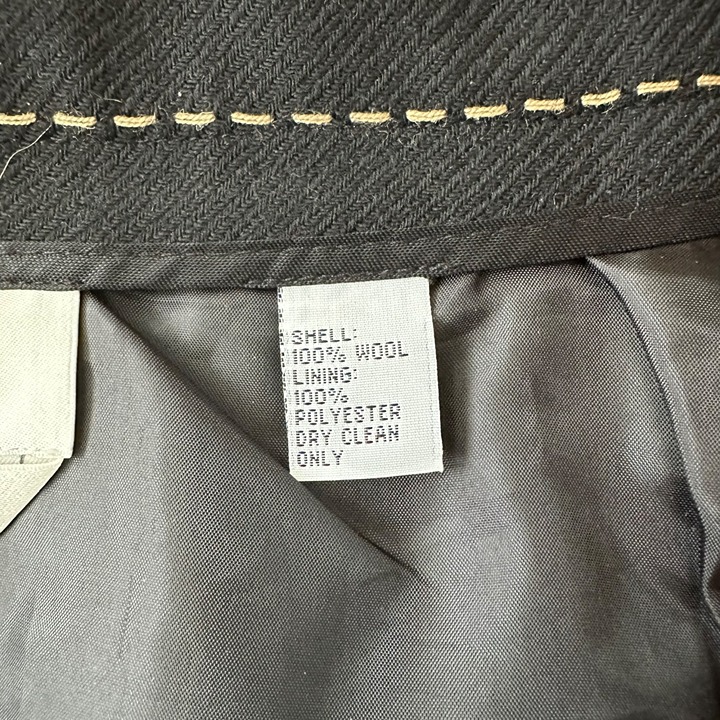 SHELL:
100% WOOL
LINING:
100%
POLYESTER
DRY CLEAN
ONLY